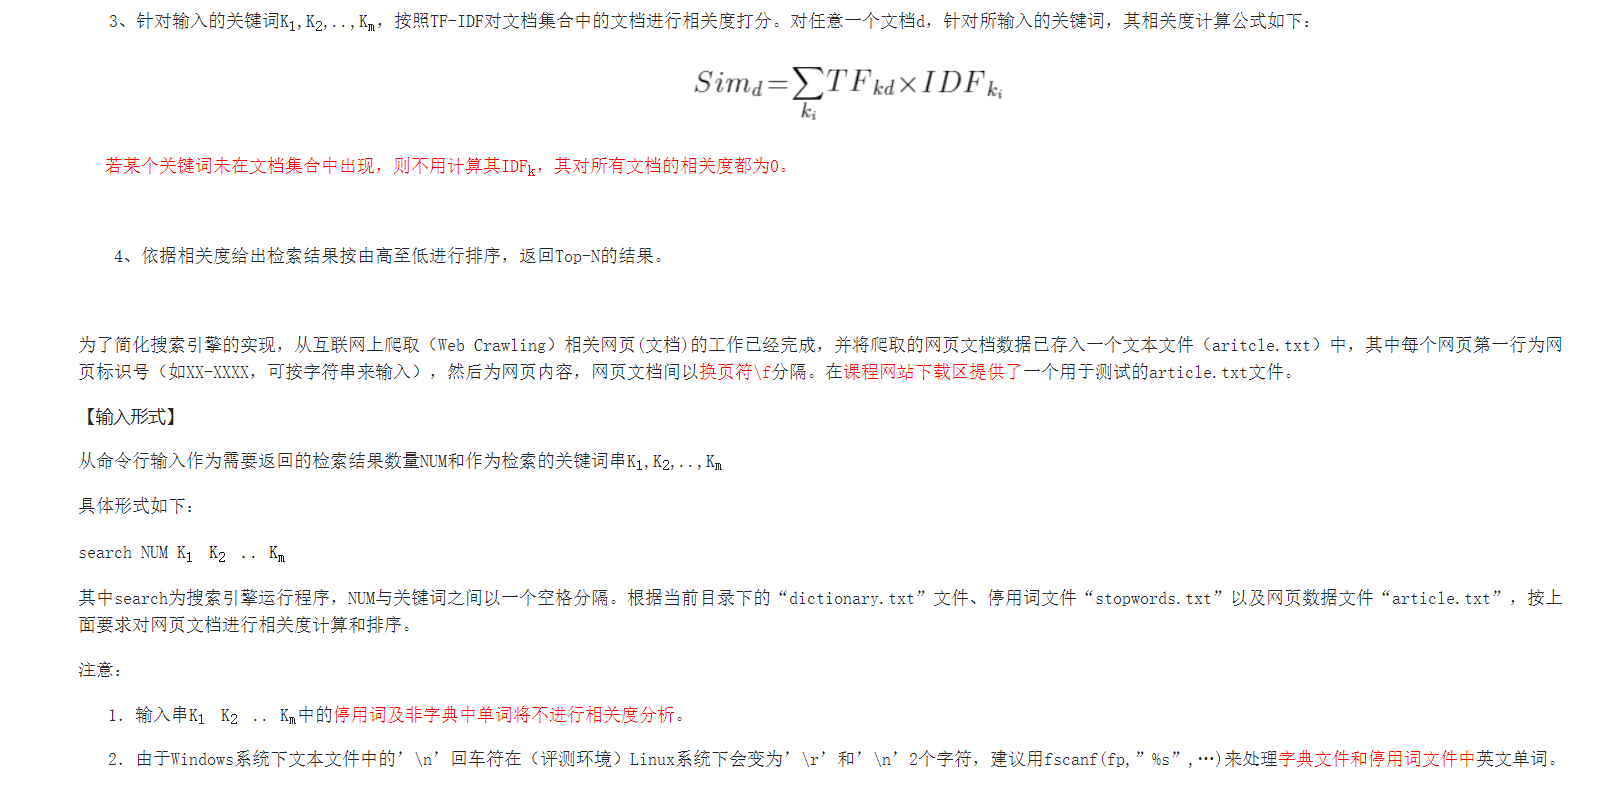 3、针对输入的关键词K1,K2,..,Km，按照TF-IDF对文档集合中的文档进行相关度打分。对任意一个文档d，针对所输入的关键词，其相关度计算公式如下：
Sim_d=∑_{k_i}TF_{kd}×IDF_{k_i}
若某个关键词未在文档集合中出现，则不用计算其IDFk，其对所有文档的相关度都为0。
4、依据相关度给出检索结果按由高至低进行排序，返回Top-N的结果。
为了简化搜索引擎的实现，从互联网上爬取（Web Crawling）相关网页(文档)的工作已经完成，并将爬取的网页文档数据已存入一个文本文件（aritcle.txt）中，其中每个网页第一行为网
页标识号（如XX-XXXX，可按字符串来输入），然后为网页内容，网页文档间以换页符\f分隔。在课程网站下载区提供了一个用于测试的article.txt文件。
【输入形式】
从命令行输入作为需要返回的检索结果数量NUM和作为检索的关键词串K1,K2,..,Km
具体形式如下：
search NUM K1 K2 .. Km
其中search为搜索引擎运行程序，NUM与关键词之间以一个空格分隔。根据当前目录下的“dictionary.txt”文件、停用词文件“stopwords.txt”以及网页数据文件“article.txt”，按上
面要求对网页文档进行相关度计算和排序。
注意：
1. 输入串K1 K2 .. Km中的停用词及非字典中单词将不进行相关度分析。
2. 由于Windows系统下文本文件中的’\n’回车符在（评测环境）Linux系统下会变为’\r’和’\n’2个字符，建议用fscanf(fp,”%s”,…)来处理字典文件和停用词文件中英文单词。